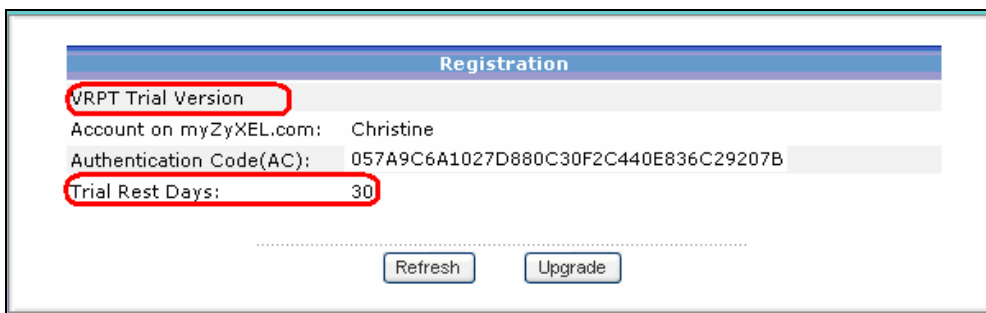 Registration
VRPT Trial Version
Account on myZyXEL.com: Christine
Authentication Code(AC): 057A9C6A1027D880C30F2C440E836C29207B
Trial Rest Days: 30
Refresh Upgrade